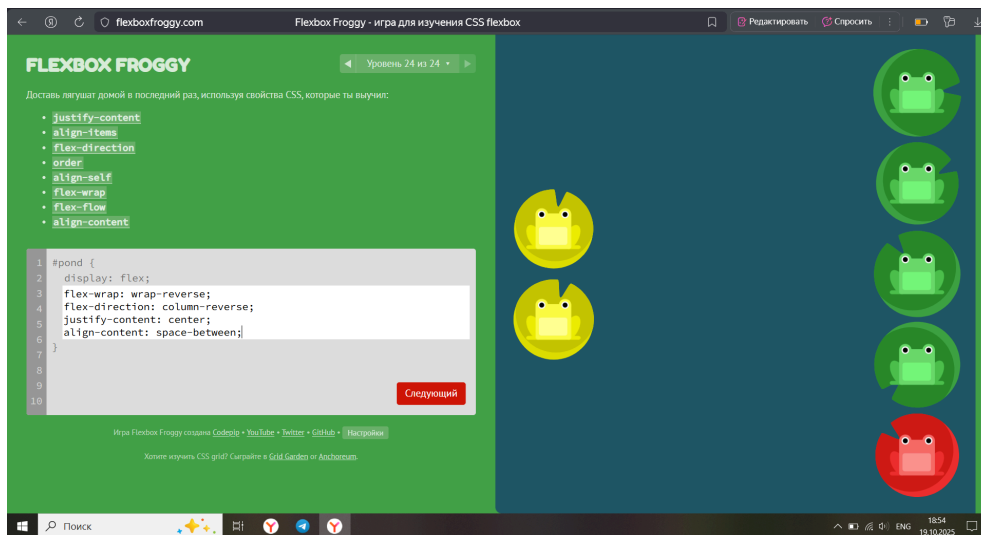 flexboxfroggy.com
Flexbox Froggy - игра для изучения CSS flexbox
Редактировать
Спросить
FLEXBOX FROGGY
Уровень 24 из 24
Доставь лягушат домой в последний раз, используя свойства CSS, которые ты выучил:
• justify-content
• align-items
• flex-direction
• order
• align-self
• flex-wrap
• flex-flow
• align-content
1 #pond {
2 display: flex;
3 flex-wrap: wrap-reverse;
4 flex-direction: column-reverse;
5 justify-content: center;
6 align-content: space-between;
7 }
8
9
10
Следующий
Игра Flexbox Froggy создана Codepip • YouTube • Twitter • GitHub • Настройки
Хотите изучить CSS grid? Сыграйте в Grid Garden or Anchoreum.
Поиск
ENG
18:54
19.10.2025